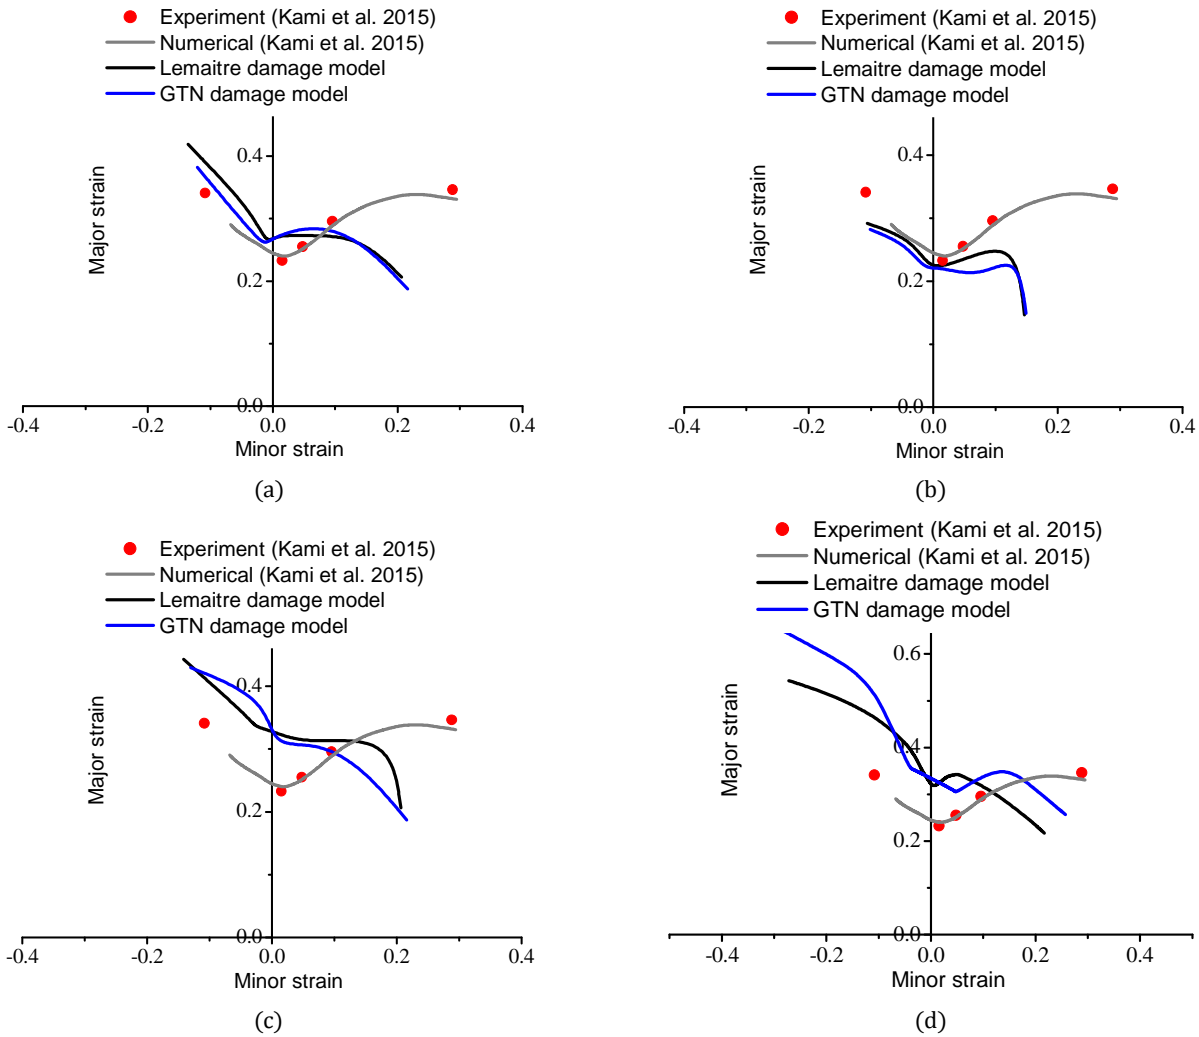 Experiment (Kami et al. 2015)
Numerical (Kami et al. 2015)
Lemaitre damage model
GTN damage model
Major strain
0.4
0.2
0.0
-0.4 -0.2 0.0 0.2 0.4
Minor strain
(a)
Experiment (Kami et al. 2015)
Numerical (Kami et al. 2015)
Lemaitre damage model
GTN damage model
Major strain
0.4
0.2
0.0
-0.4 -0.2 0.0 0.2 0.4
Minor strain
(b)
Experiment (Kami et al. 2015)
Numerical (Kami et al. 2015)
Lemaitre damage model
GTN damage model
Major strain
0.4
0.2
0.0
-0.4 -0.2 0.0 0.2 0.4
Minor strain
(c)
Experiment (Kami et al. 2015)
Numerical (Kami et al. 2015)
Lemaitre damage model
GTN damage model
Major strain
0.6
0.4
0.2
0.0
-0.4 -0.2 0.0 0.2 0.4
Minor strain
(d)